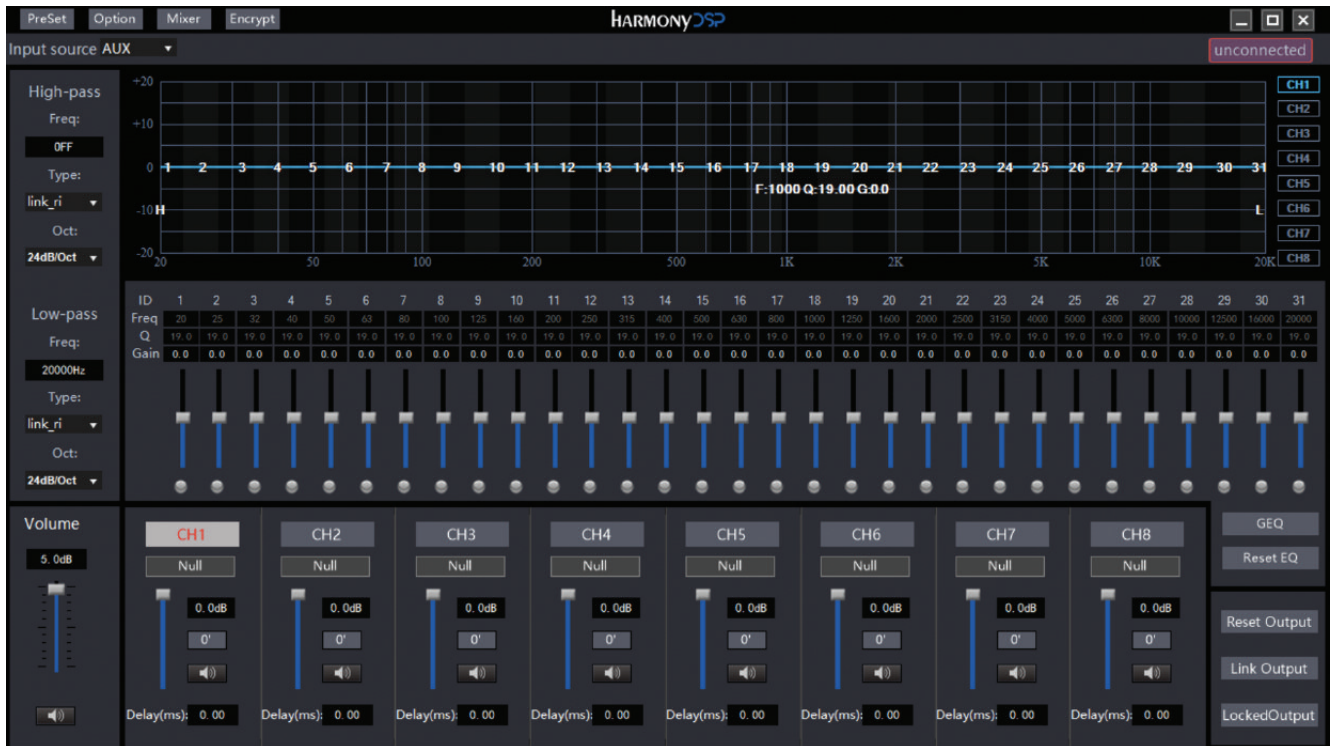 PreSet Option Mixer Encrypt HARMONY DSP
Input source AUX unconnected
High-pass
Freq:
OFF
Type:
link_ri
Oct:
24dB/Oct
Low-pass
Freq:
20000Hz
Type:
link_ri
Oct:
24dB/Oct
+20
+10
0
-10
-20
1 2 3 4 5 6 7 8 9 10 11 12 13 14 15 16 17 18 19 20 21 22 23 24 25 26 27 28 29 30 31
F:1000 Q:19.00 G:0.0
H L
20 50 100 200 500 1K 2K 5K 10K 20K
CH1
CH2
CH3
CH4
CH5
CH6
CH7
CH8
ID 1 2 3 4 5 6 7 8 9 10 11 12 13 14 15 16 17 18 19 20 21 22 23 24 25 26 27 28 29 30 31
Freq 20 25 32 40 50 63 80 100 125 160 200 250 315 400 500 630 800 1000 1250 1600 2000 2500 3150 4000 5000 6300 8000 10000 12500 16000 20000
Q 19.0 19.0 19.0 19.0 19.0 19.0 19.0 19.0 19.0 19.0 19.0 19.0 19.0 19.0 19.0 19.0 19.0 19.0 19.0 19.0 19.0 19.0 19.0 19.0 19.0 19.0 19.0 19.0 19.0 19.0 19.0
Gain 0.0 0.0 0.0 0.0 0.0 0.0 0.0 0.0 0.0 0.0 0.0 0.0 0.0 0.0 0.0 0.0 0.0 0.0 0.0 0.0 0.0 0.0 0.0 0.0 0.0 0.0 0.0 0.0 0.0 0.0 0.0
Volume
5.0dB
CH1 CH2 CH3 CH4 CH5 CH6 CH7 CH8
Null Null Null Null Null Null Null Null
0.0dB 0.0dB 0.0dB 0.0dB 0.0dB 0.0dB 0.0dB 0.0dB
0' 0' 0' 0' 0' 0' 0' 0'
Delay(ms): 0.00 Delay(ms): 0.00 Delay(ms): 0.00 Delay(ms): 0.00 Delay(ms): 0.00 Delay(ms): 0.00 Delay(ms): 0.00 Delay(ms): 0.00
GEQ
Reset EQ
Reset Output
Link Output
LockedOutput